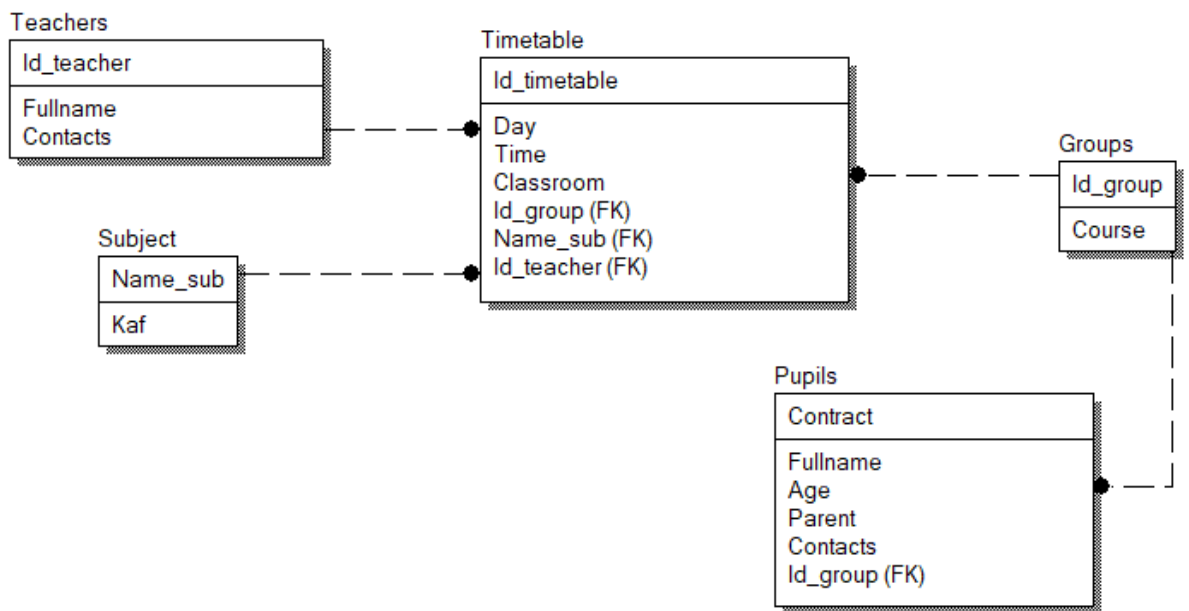 Teachers
Id_teacher
Fullname
Contacts
Timetable
Id_timetable
Day
Time
Classroom
Id_group (FK)
Name_sub (FK)
Id_teacher (FK)
Groups
Id_group
Course
Subject
Name_sub
Kaf
Pupils
Contract
Fullname
Age
Parent
Contacts
Id_group (FK)